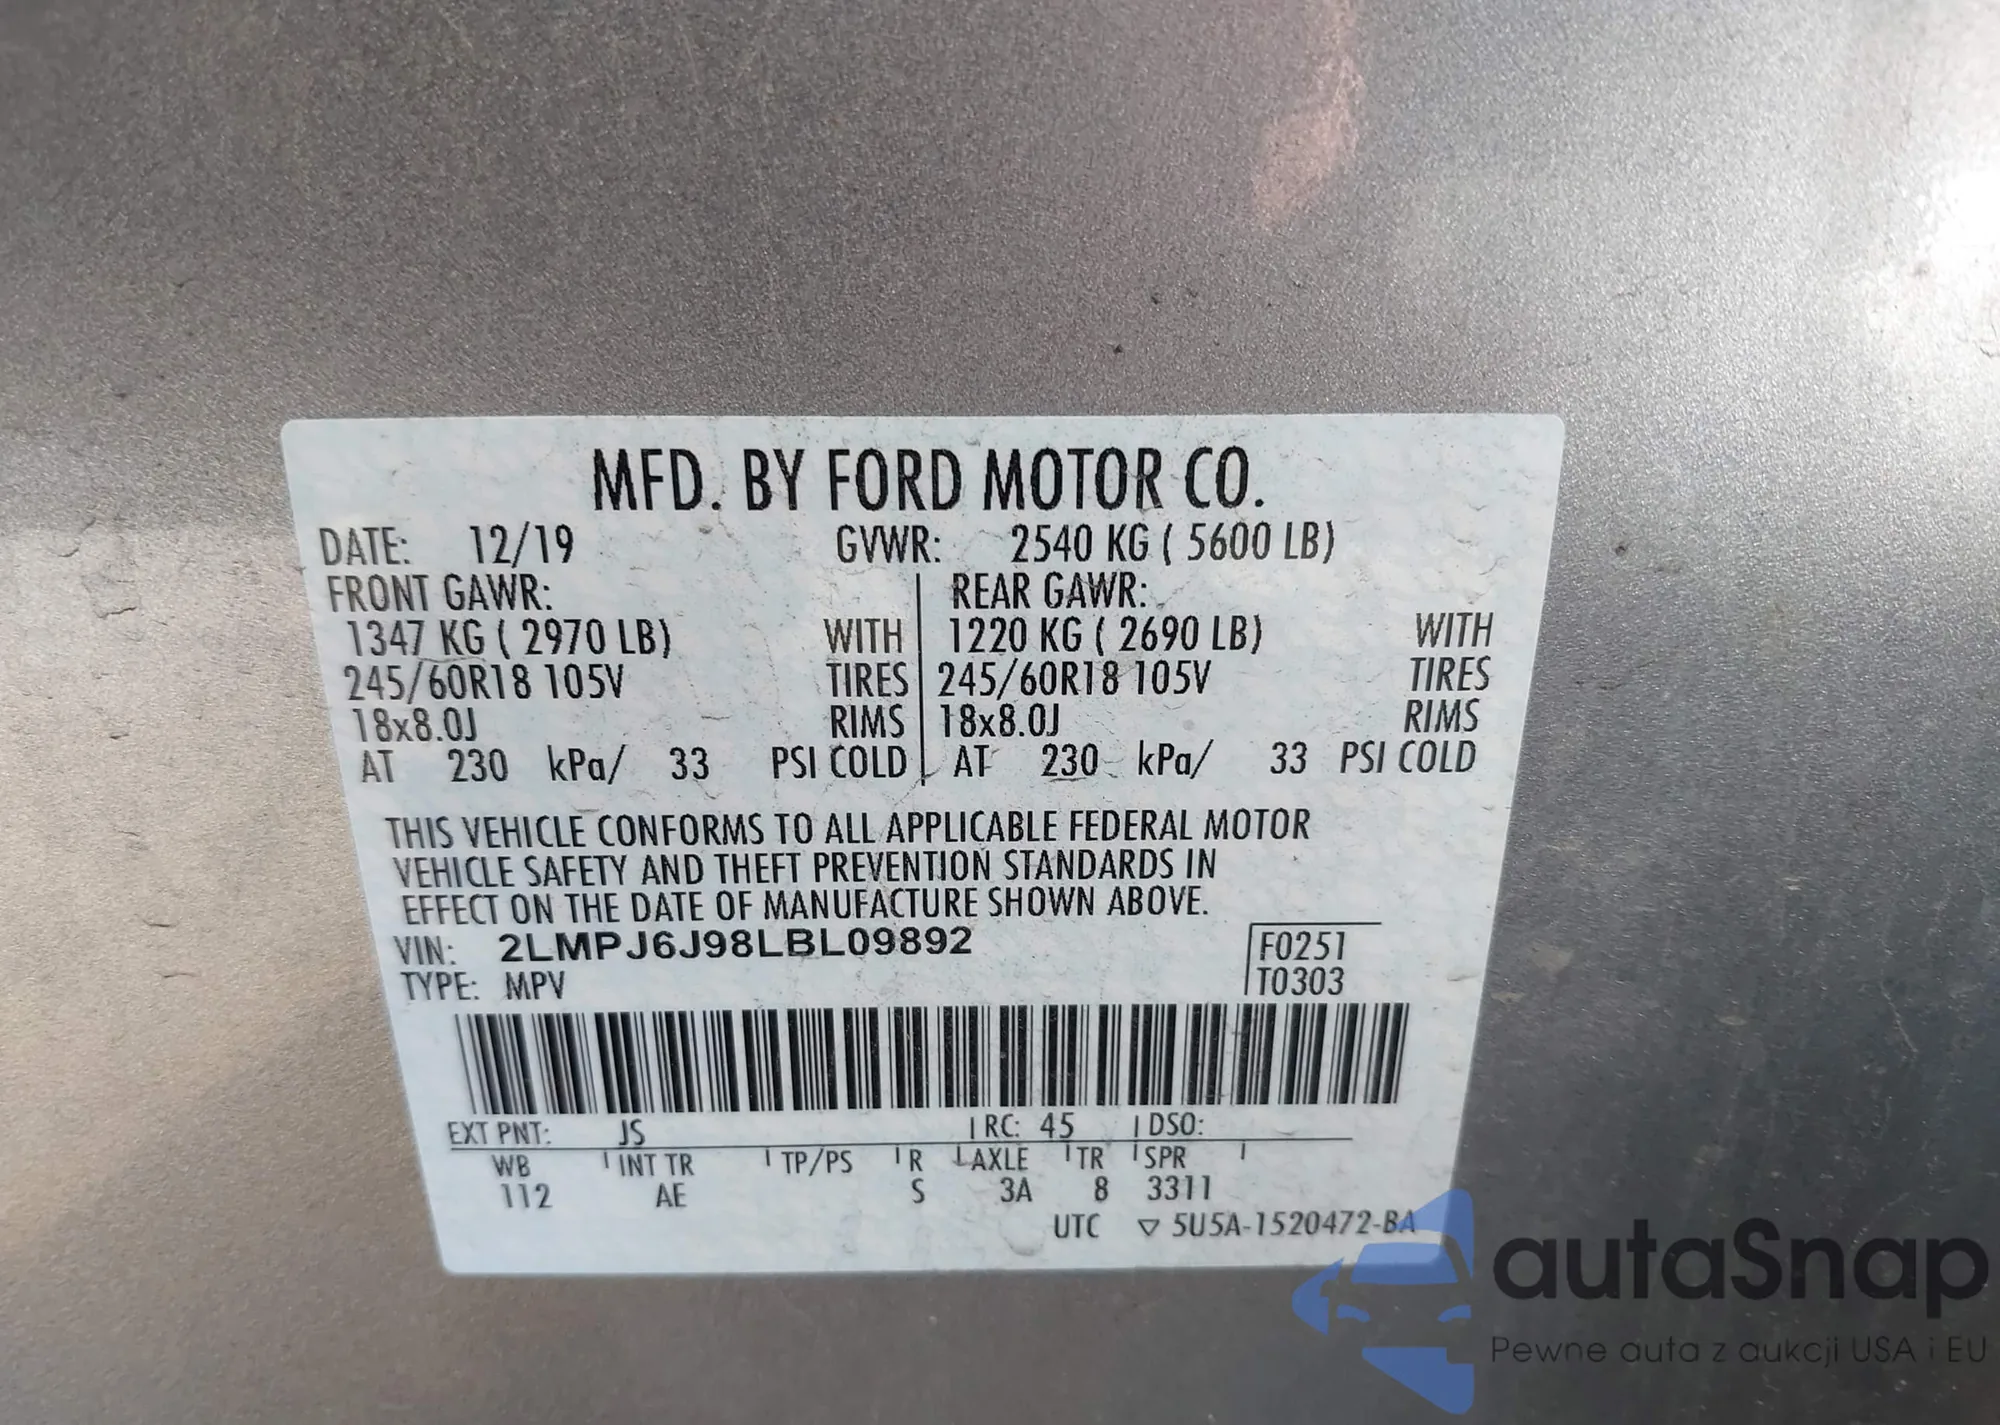 MFD. BY FORD MOTOR CO.
DATE: 12/19 GVWR: 2540 KG ( 5600 LB)
FRONT GAWR: REAR GAWR:
1347 KG ( 2970 LB) WITH 1220 KG ( 2690 LB) WITH
245/60R18 105V TIRES 245/60R18 105V TIRES
18x8.0J RIMS 18x8.0J RIMS
AT 230 kPa/ 33 PSI COLD AT 230 kPa/ 33 PSI COLD
THIS VEHICLE CONFORMS TO ALL APPLICABLE FEDERAL MOTOR
VEHICLE SAFETY AND THEFT PREVENTION STANDARDS IN
EFFECT ON THE DATE OF MANUFACTURE SHOWN ABOVE.
VIN: 2LMPJ6J98LBL09892 F0251
TYPE: MPV T0303
EXT PNT: JS RC: 45 DSO:
WB INT TR TP/PS R AXLE TR SPR
112 AE S 3A 8 3311
UTC ▽ 5U5A-1520472-BA
autaSnap
Pewne auta z aukcji USA i EU